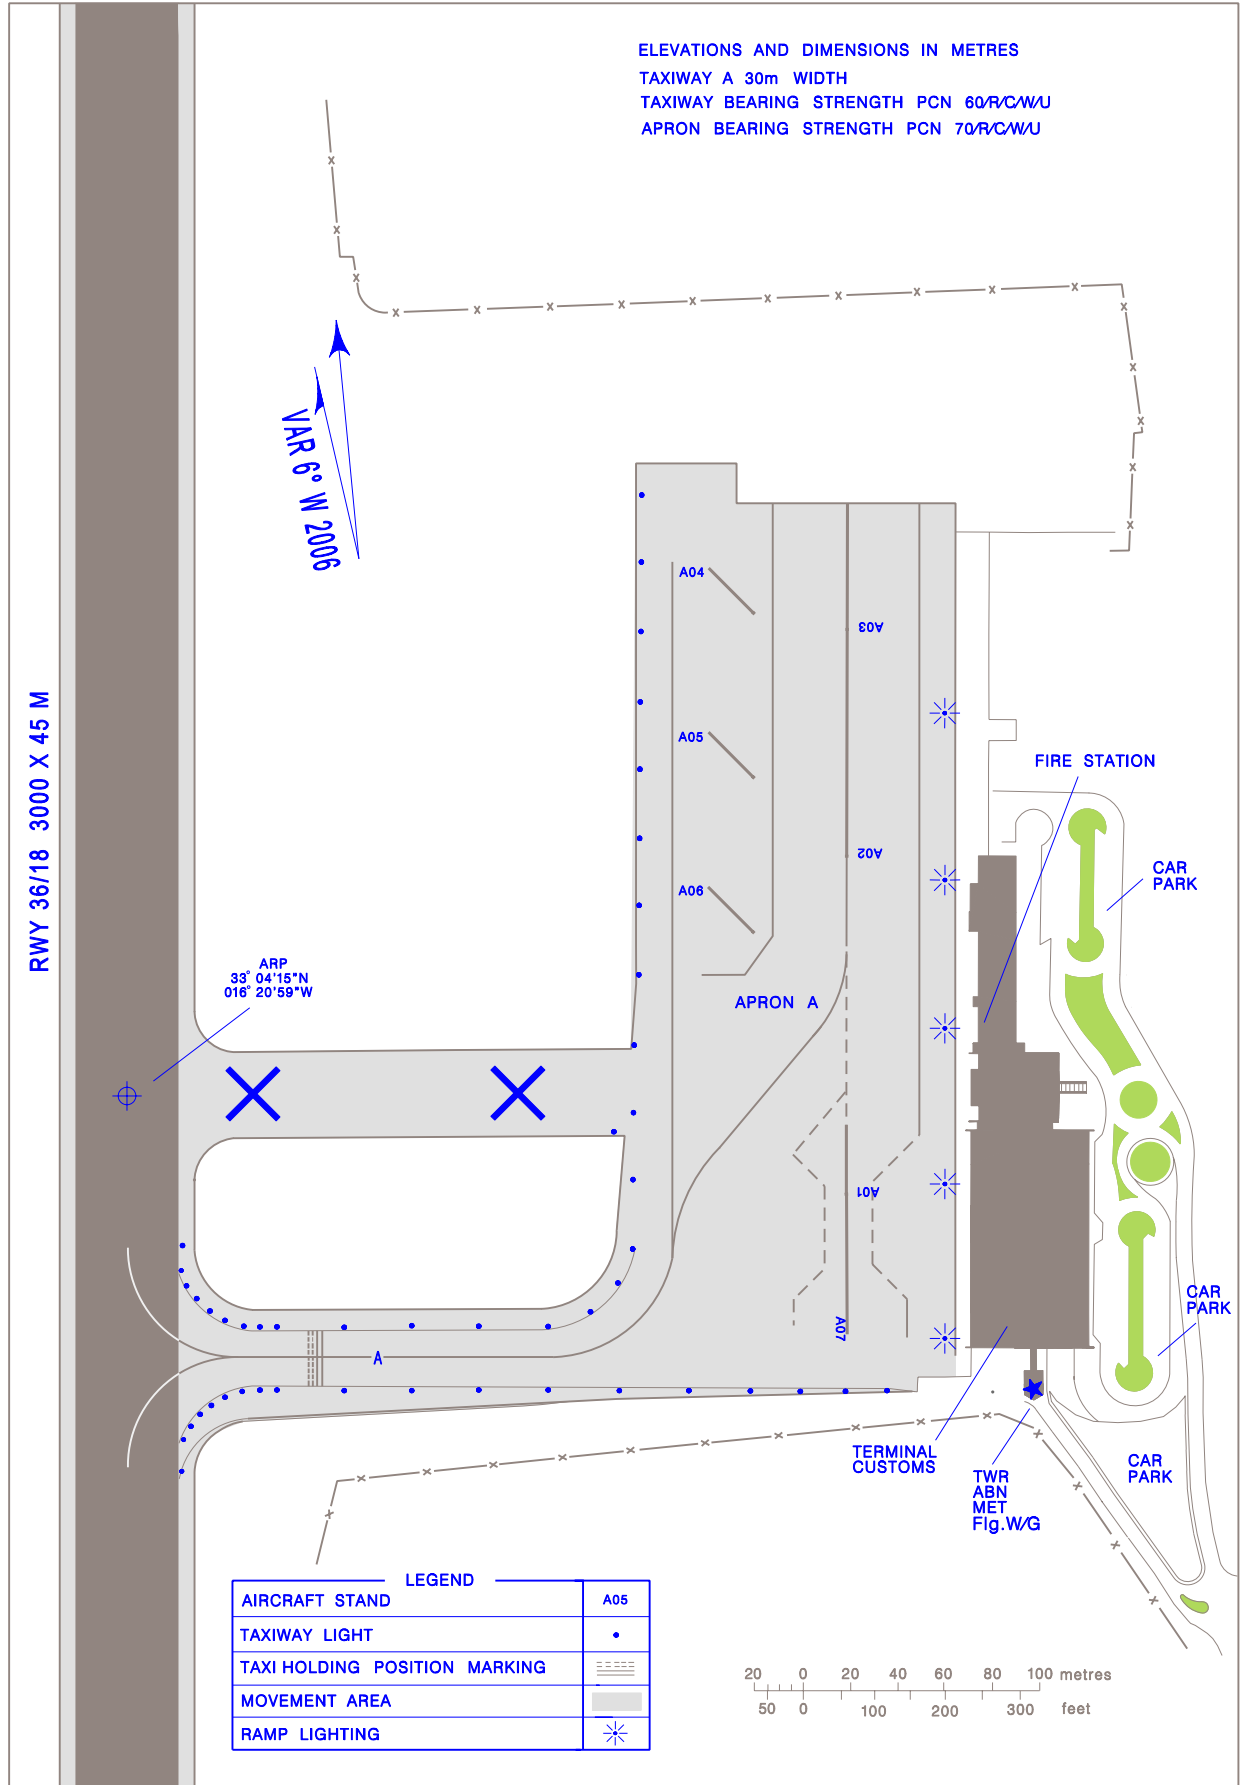 ELEVATIONS AND DIMENSIONS IN METRES
TAXIWAY A 30m WIDTH
TAXIWAY BEARING STRENGTH PCN 60/R/C/W/U
APRON BEARING STRENGTH PCN 70/R/C/W/U
VAR 6° W 2006
RWY 36/18 3000 X 45 M
A04
A03
A05
A02
A06
FIRE STATION
CAR
PARK
ARP
33° 04'15"N
016° 20'59"W
APRON A
A01
A07
A
CAR
PARK
TERMINAL
CUSTOMS
CAR
PARK
TWR
ABN
MET
Flg.W/G
LEGEND
AIRCRAFT STAND A05
TAXIWAY LIGHT
TAXI HOLDING POSITION MARKING
MOVEMENT AREA
RAMP LIGHTING
20 0 20 40 60 80 100 metres
50 0 100 200 300 feet